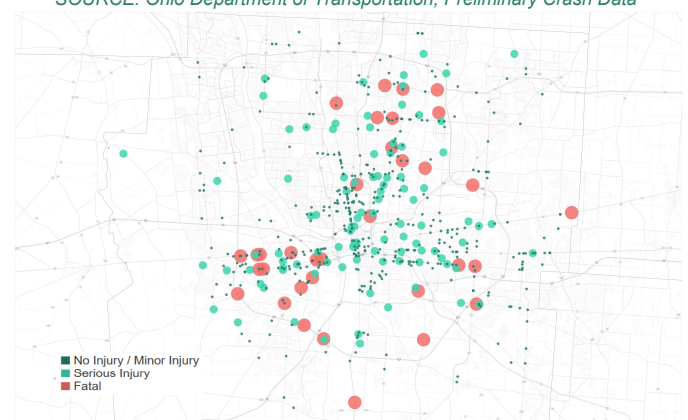 SOURCE: Ohio Department of Transportation, Preliminary Crash Data
No Injury / Minor Injury
Serious Injury
Fatal